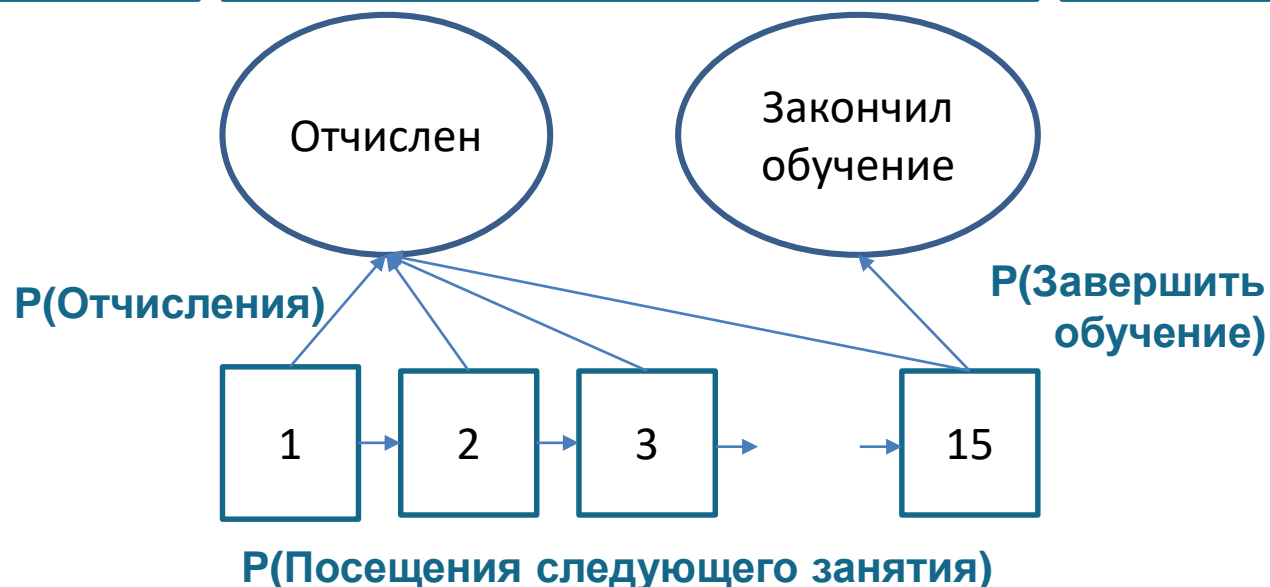 Отчислен
Закончил
обучение
Р(Отчисления)
Р(Завершить
обучение)
1
2
3
15
Р(Посещения следующего занятия)